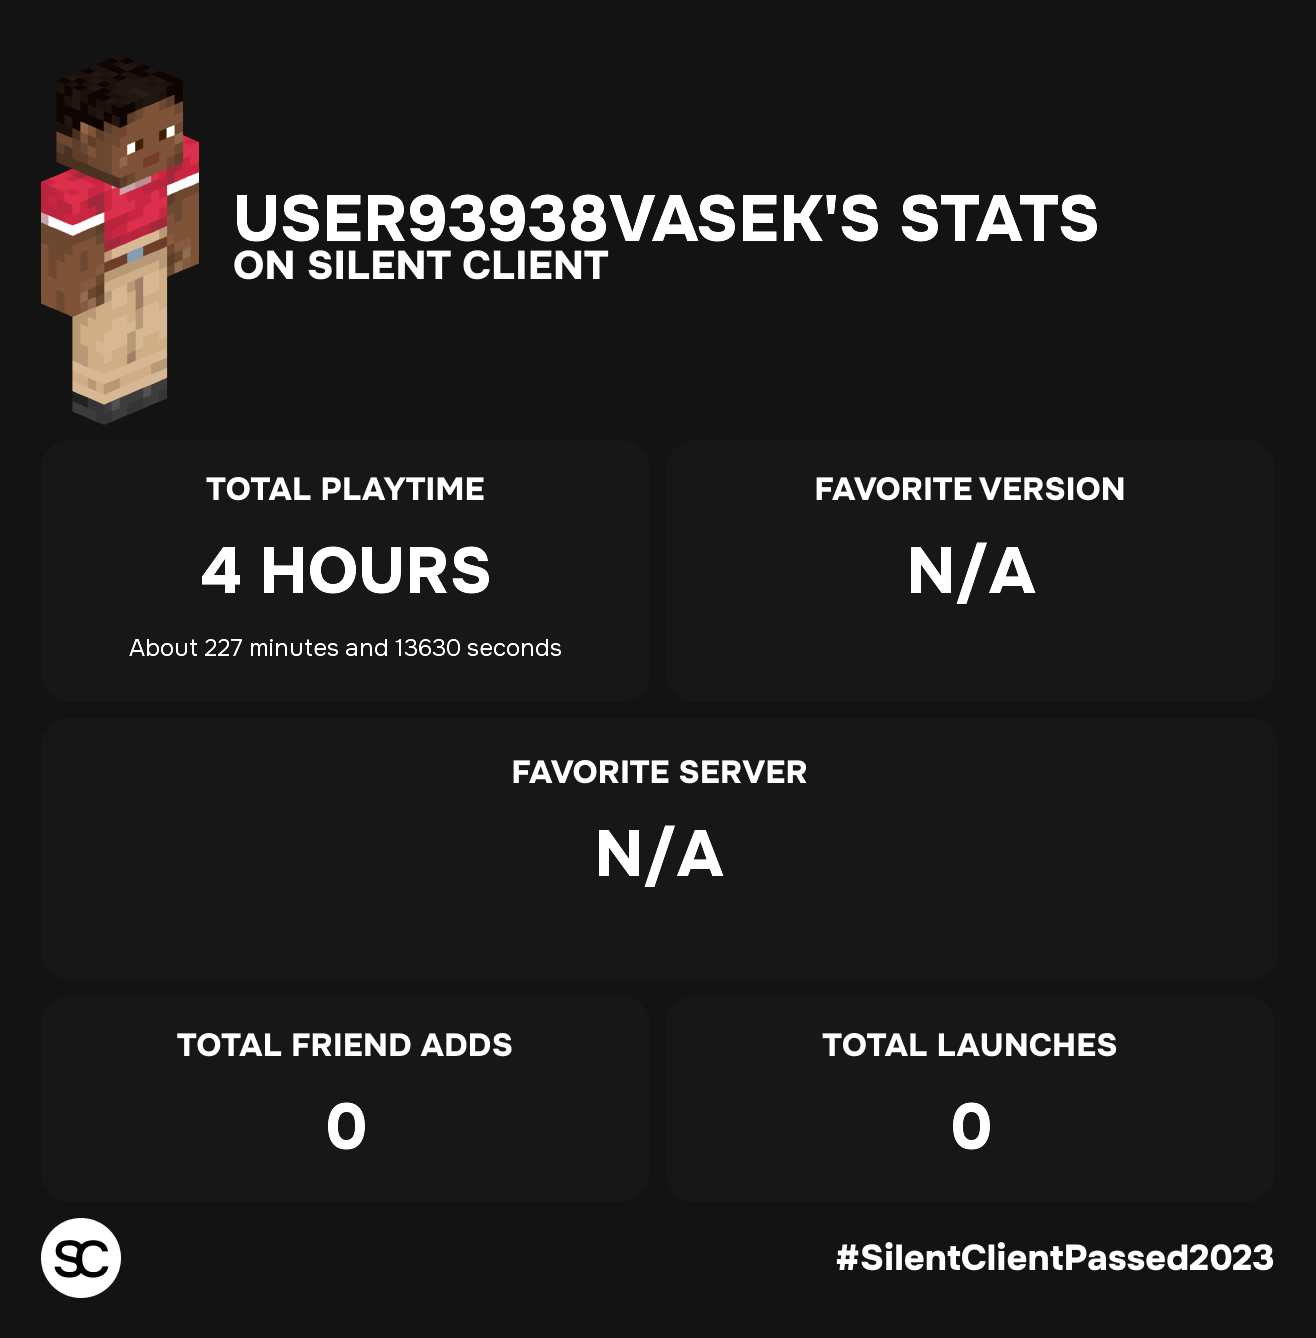 USER93938VASEK'S STATS
ON SILENT CLIENT
TOTAL PLAYTIME
4 HOURS
About 227 minutes and 13630 seconds
FAVORITE VERSION
N/A
FAVORITE SERVER
N/A
TOTAL FRIEND ADDS
0
TOTAL LAUNCHES
0
SC
#SilentClientPassed2023